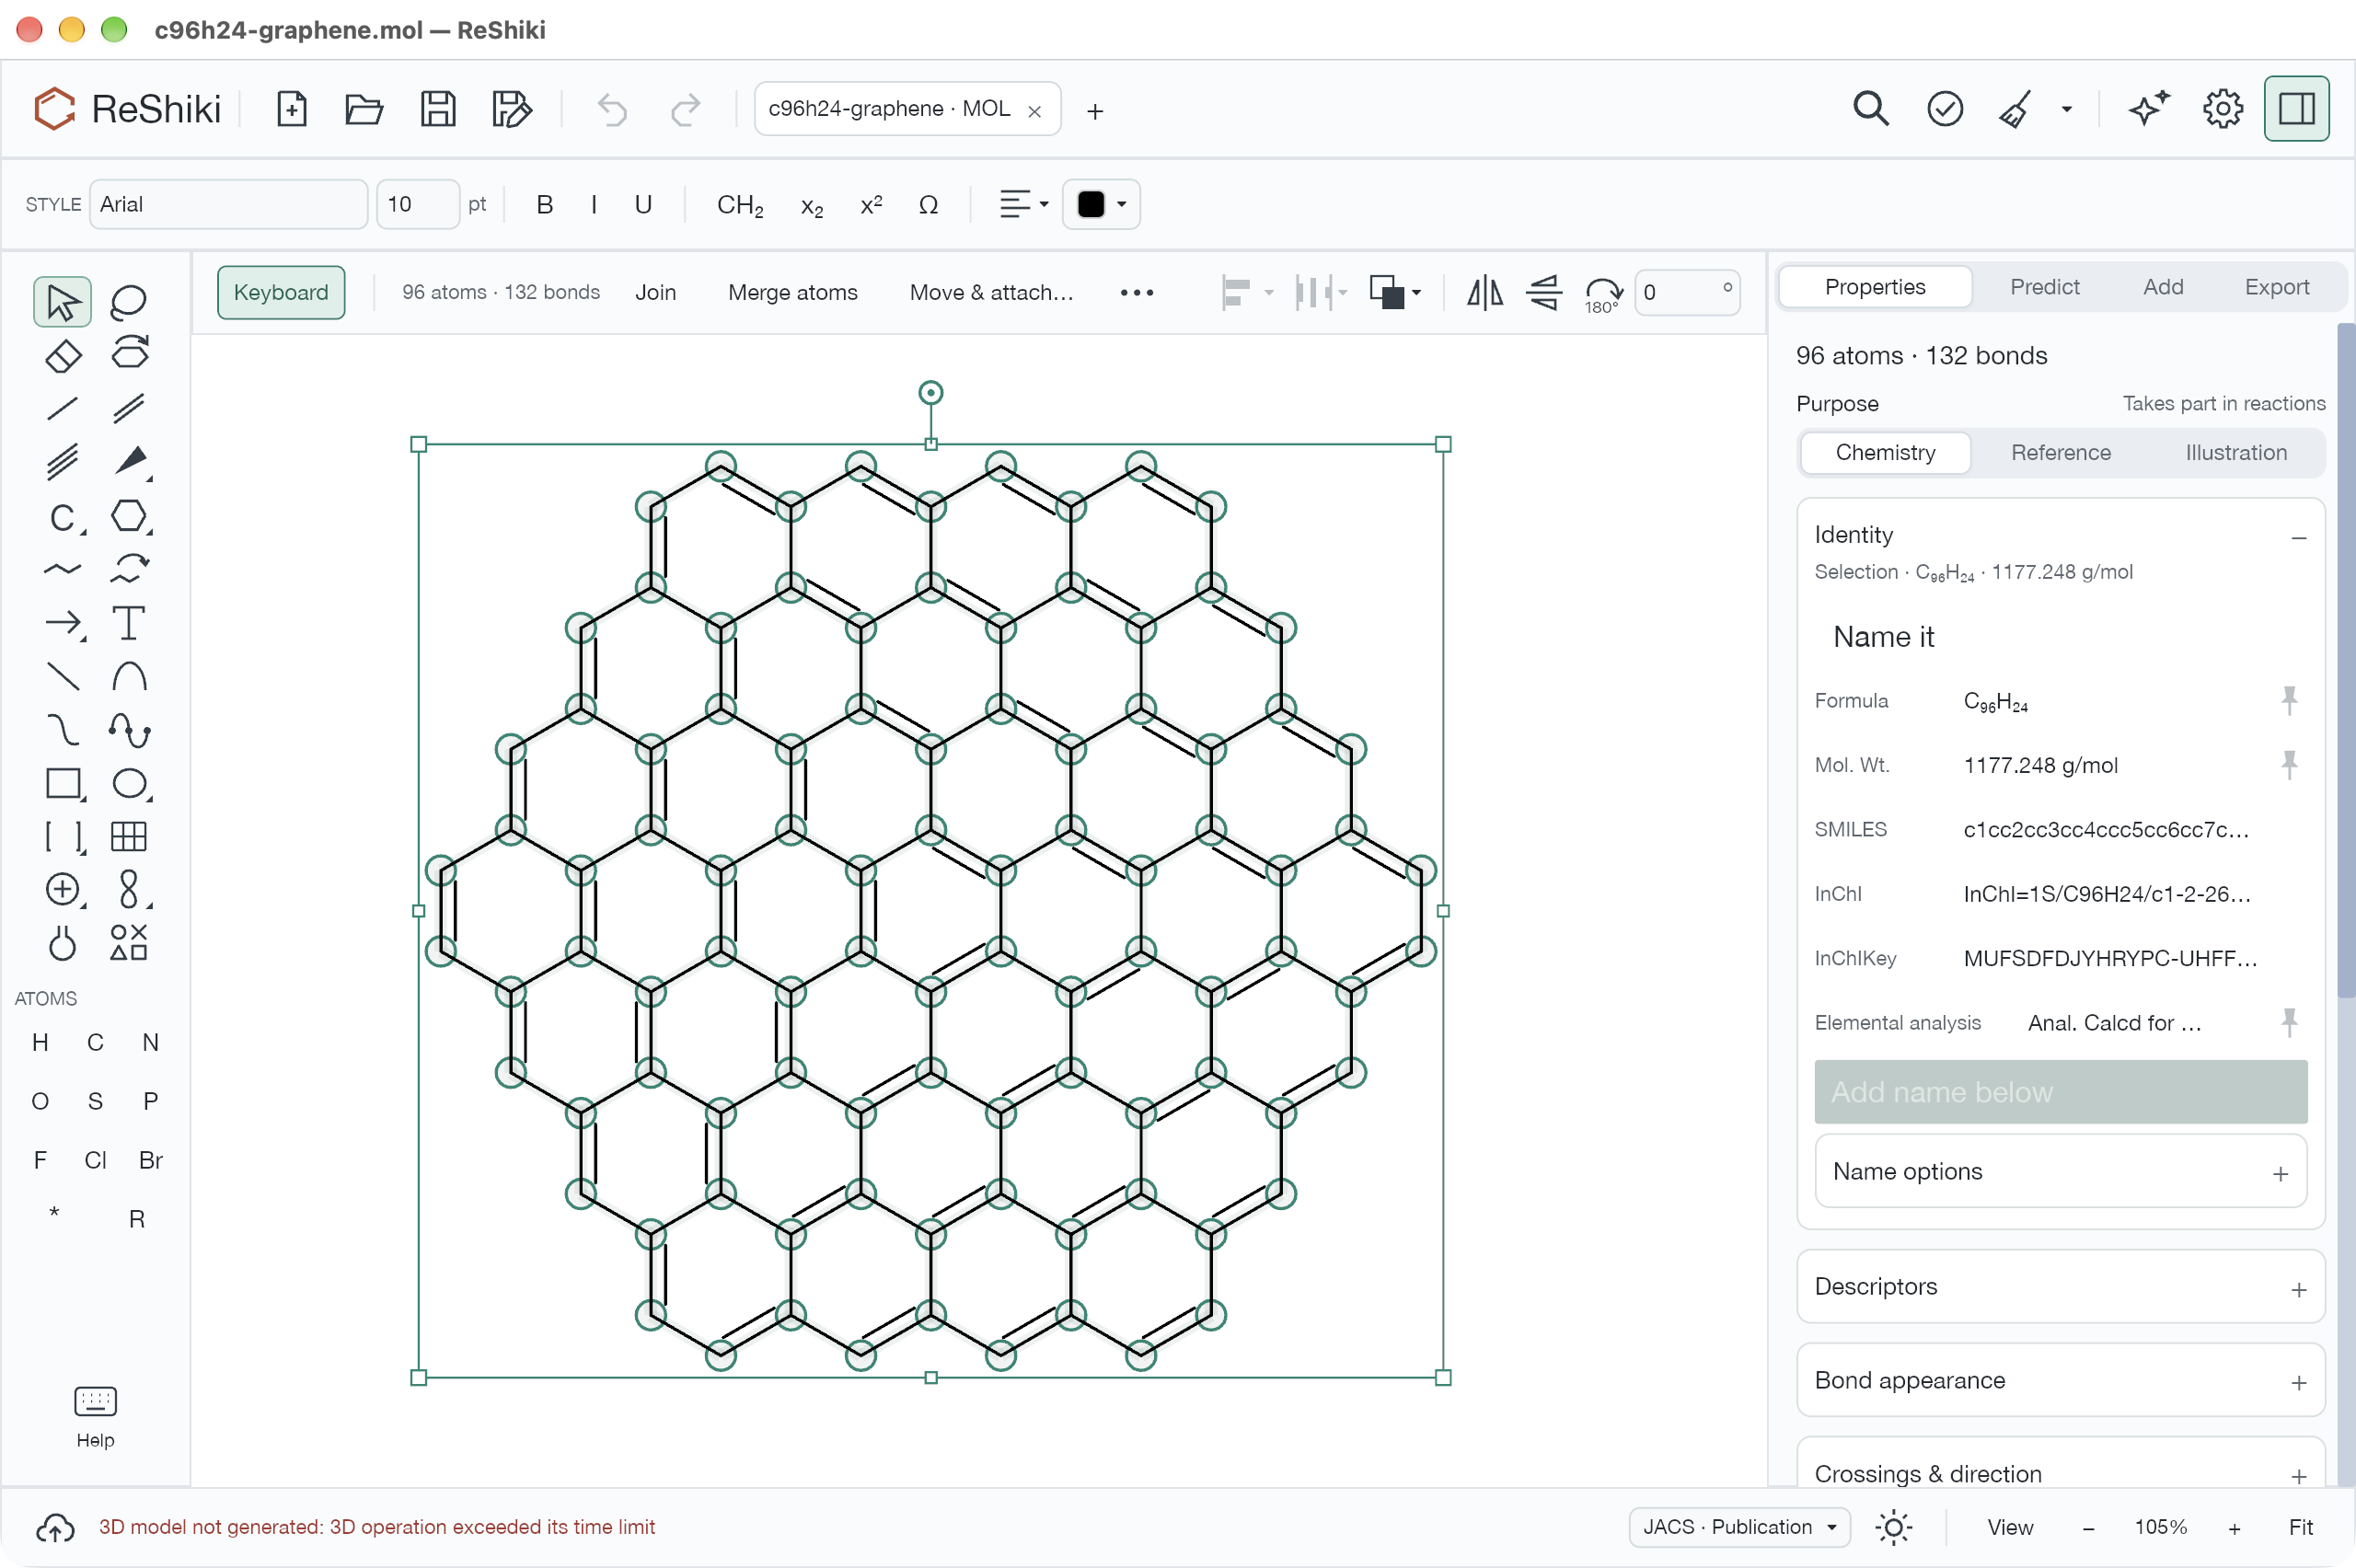 c96h24-graphene.mol — ReShiki
ReShiki
c96h24-graphene · MOL × +
STYLE Arial 10 pt B I U CH₂ x₂ x² Ω
Keyboard 96 atoms · 132 bonds Join Merge atoms Move & attach... ••• 180° 0 °
C
T
ATOMS
H C N
O S P
F Cl Br
* R
Help
Properties Predict Add Export
96 atoms · 132 bonds
Purpose Takes part in reactions
Chemistry Reference Illustration
Identity −
Selection · C₉₆H₂₄ · 1177.248 g/mol
Name it
Formula C₉₆H₂₄
Mol. Wt. 1177.248 g/mol
SMILES c1cc2cc3cc4ccc5cc6cc7c...
InChI InChI=1S/C96H24/c1-2-26...
InChIKey MUFSDFDJYHRYPC-UHFF...
Elemental analysis Anal. Calcd for ...
Add name below
Name options +
Descriptors +
Bond appearance +
Crossings & direction +
3D model not generated: 3D operation exceeded its time limit
JACS · Publication View − 105% + Fit